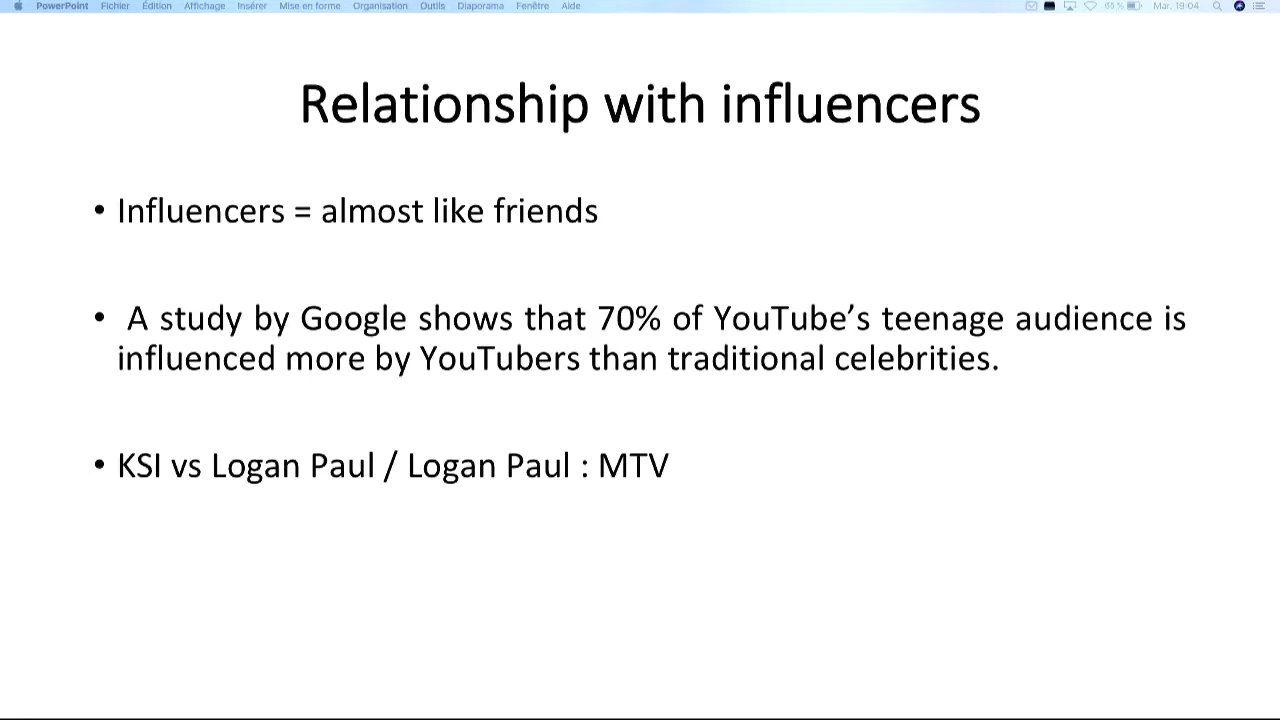 PowerPoint Fichier Édition Affichage Insérer Mise en forme Organisation Outils Diaporama Fenêtre Aide 65 % Mar. 19:04
Relationship with influencers
• Influencers = almost like friends
• A study by Google shows that 70% of YouTube’s teenage audience is
influenced more by YouTubers than traditional celebrities.
• KSI vs Logan Paul / Logan Paul : MTV